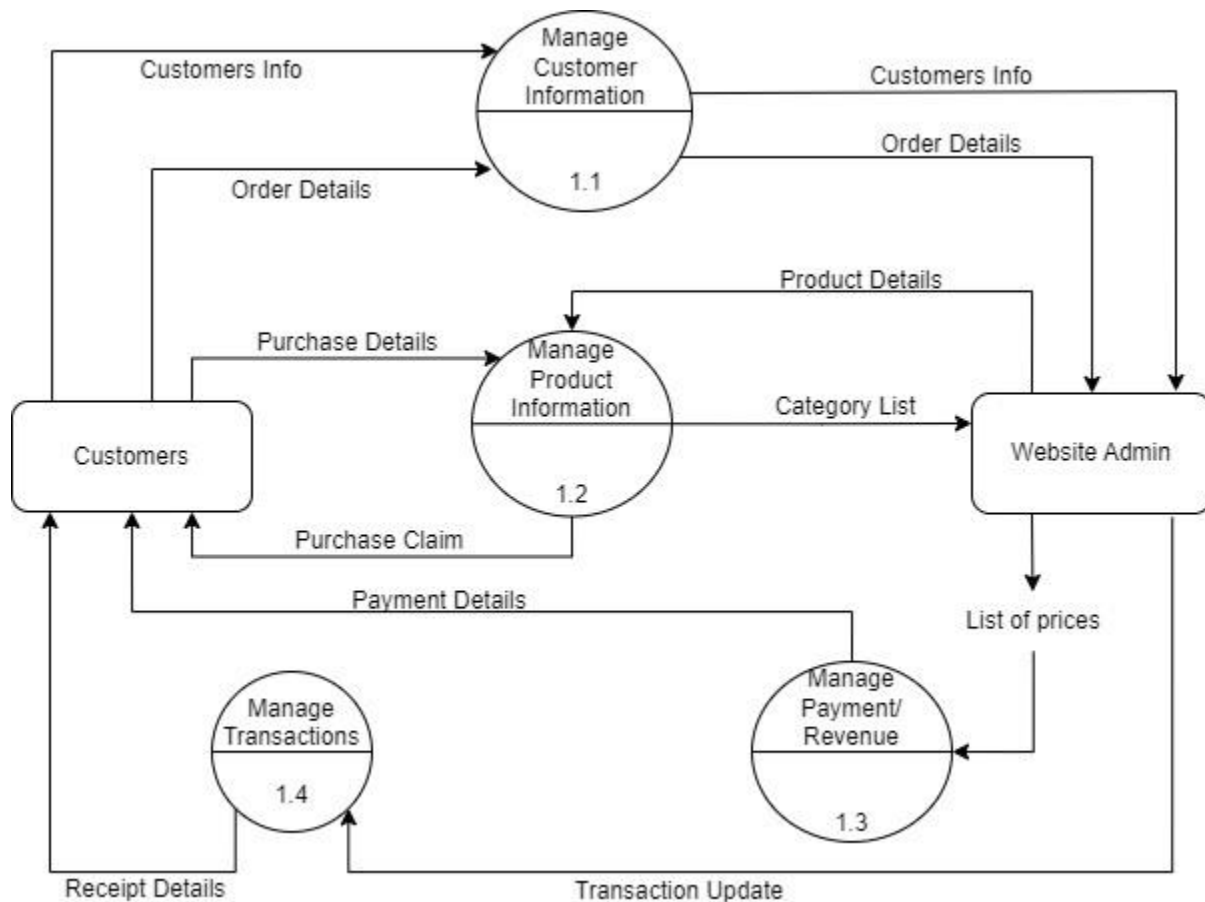 Manage
Customer
Information
1.1
Customers Info
Customers Info
Order Details
Order Details
Product Details
Purchase Details
Manage
Product
Information
1.2
Category List
Customers
Website Admin
Purchase Claim
Payment Details
List of prices
Manage
Transactions
1.4
Manage
Payment/
Revenue
1.3
Receipt Details
Transaction Update